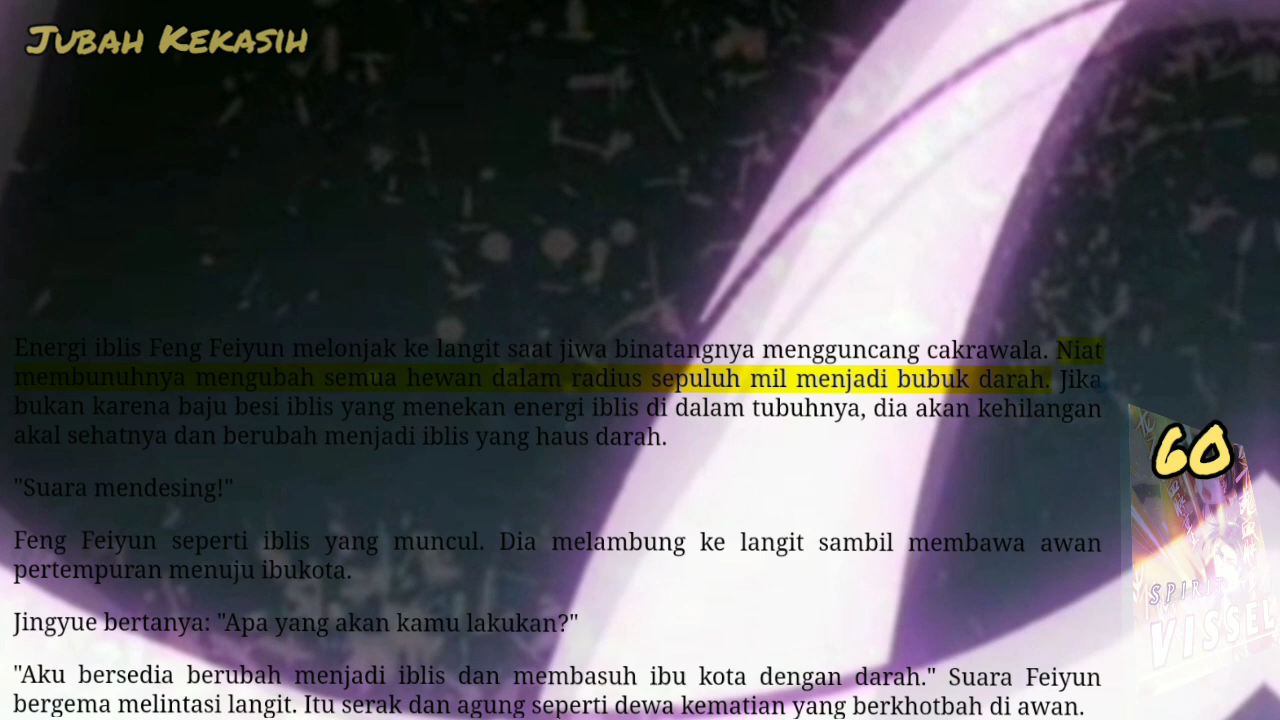 Jubah Kekasih
Energi iblis Feng Feiyun melonjak ke langit saat jiwa binatangnya mengguncang cakrawala. Niat
membunuhnya mengubah semua hewan dalam radius sepuluh mil menjadi bubuk darah. Jika
bukan karena baju besi iblis yang menekan energi iblis di dalam tubuhnya, dia akan kehilangan
akal sehatnya dan berubah menjadi iblis yang haus darah.
"Suara mendesing!"
Feng Feiyun seperti iblis yang muncul. Dia melambung ke langit sambil membawa awan
pertempuran menuju ibukota.
Jingyue bertanya: "Apa yang akan kamu lakukan?"
"Aku bersedia berubah menjadi iblis dan membasuh ibu kota dengan darah." Suara Feiyun
bergema melintasi langit. Itu serak dan agung seperti dewa kematian yang berkhotbah di awan.
60
SPIRIT
VISSEL